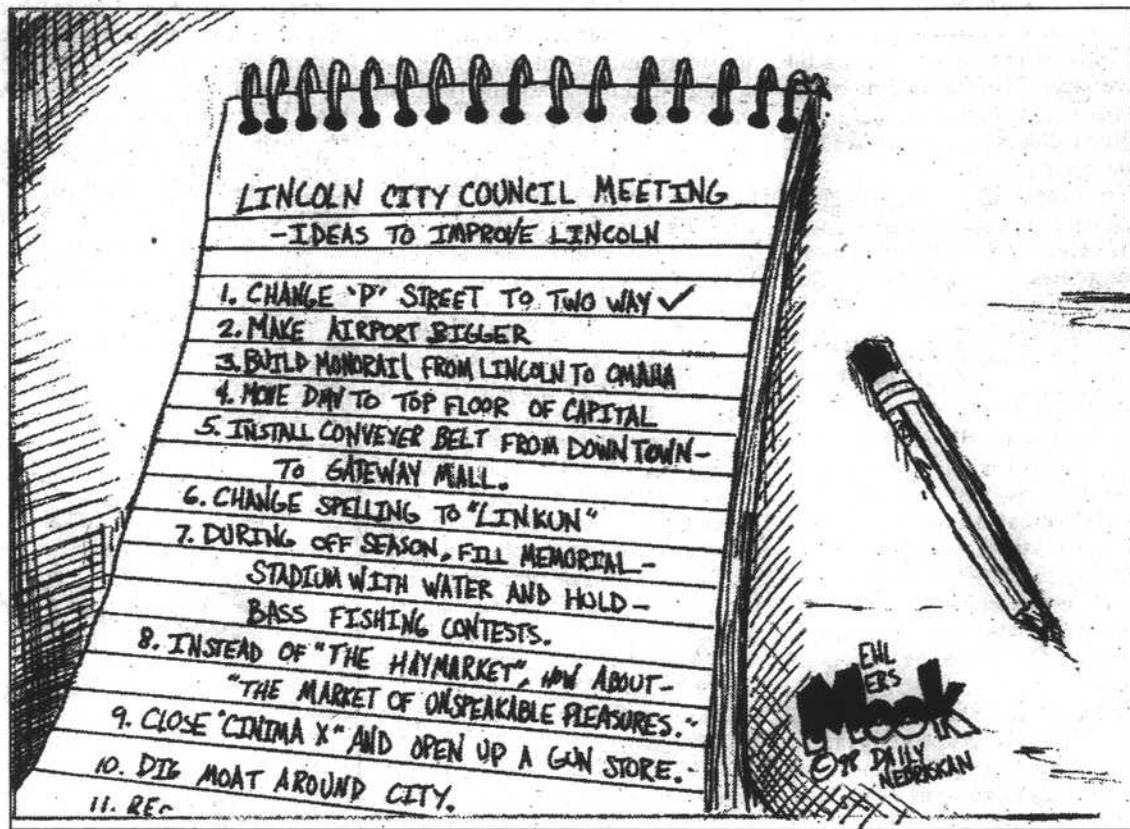 LINCOLN CITY COUNCIL MEETING
-IDEAS TO IMPROVE LINCOLN
1. CHANGE "P" STREET TO TWO WAY ✓
2. MAKE AIRPORT BIGGER
3. BUILD MONORAIL FROM LINCOLN TO OMAHA
4. MOVE DMV TO TOP FLOOR OF CAPITAL
5. INSTALL CONVEYER BELT FROM DOWNTOWN-
TO GATEWAY MALL.
6. CHANGE SPELLING TO "LINKUN"
7. DURING OFF SEASON, FILL MEMORIAL-
STADIUM WITH WATER AND HOLD-
BASS FISHING CONTESTS.
8. INSTEAD OF "THE HAYMARKET", HOW ABOUT-
"THE MARKET OF UNSPEAKABLE PLEASURES."
9. CLOSE "CINIMA X" AND OPEN UP A GUN STORE.
10. DIG MOAT AROUND CITY.
11. REC
EHL
ERS
Mook
©98 DAILY
NEBRASKAN